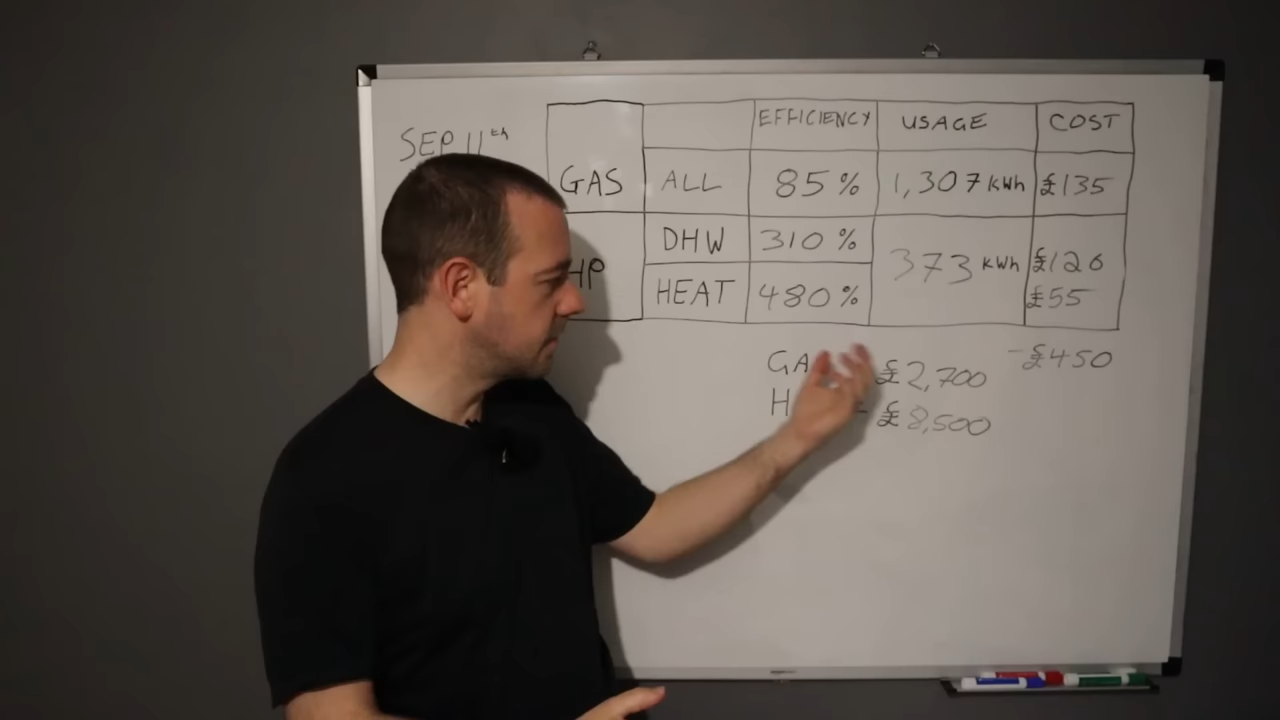 SEP 11th
EFFICIENCY USAGE COST
GAS ALL 85% 1,307 kWh £135
HP DHW 310% 373 kWh £126
HEAT 480% £55
GA £2,700 -£450
H £8,500